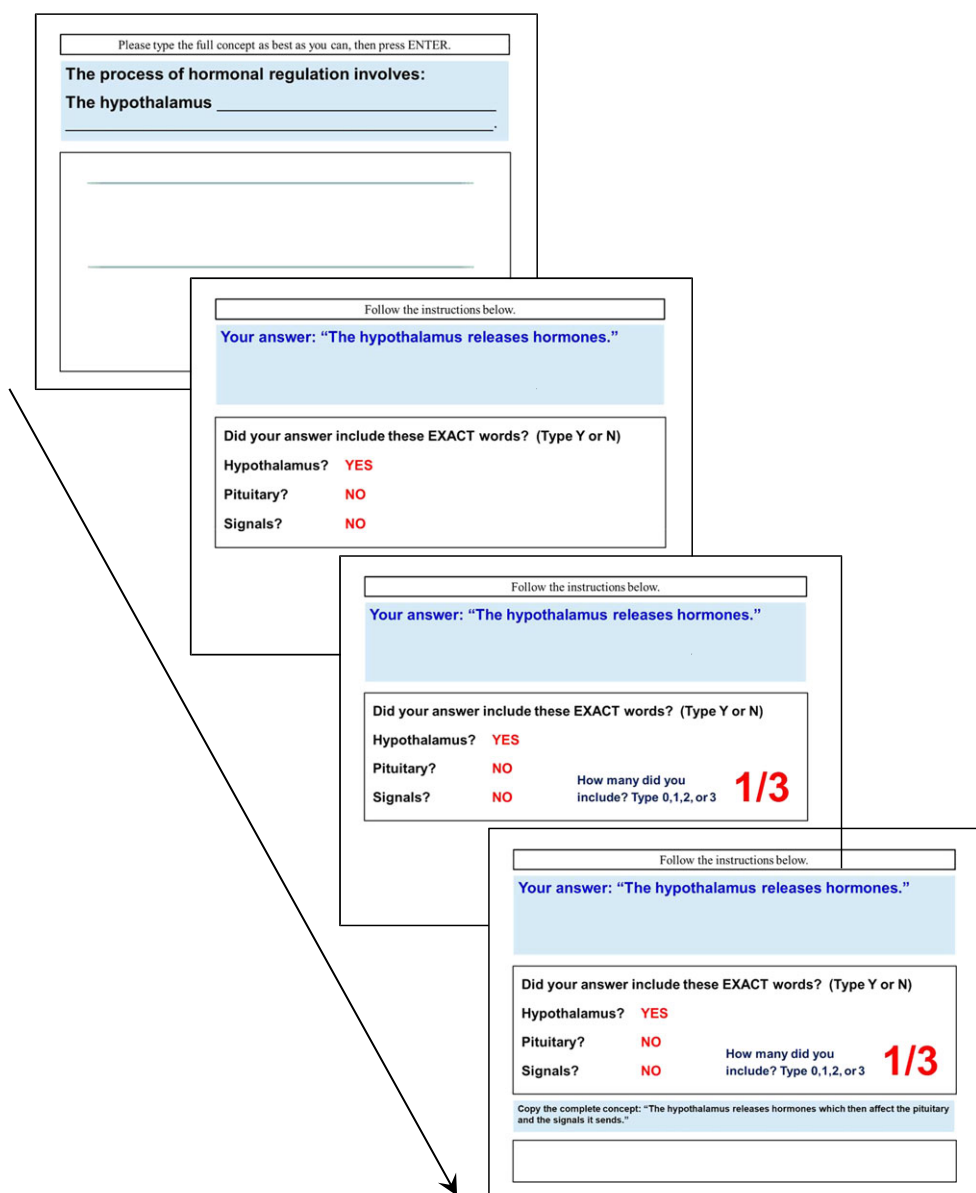 Please type the full concept as best as you can, then press ENTER.
The process of hormonal regulation involves:
The hypothalamus ______________________________
______________________________________________.
Follow the instructions below.
Your answer: “The hypothalamus releases hormones.”
Did your answer include these EXACT words? (Type Y or N)
Hypothalamus? YES
Pituitary? NO
Signals? NO
Follow the instructions below.
Your answer: “The hypothalamus releases hormones.”
Did your answer include these EXACT words? (Type Y or N)
Hypothalamus? YES
Pituitary? NO
Signals? NO
How many did you
include? Type 0,1,2, or 3
1/3
Follow the instructions below.
Your answer: “The hypothalamus releases hormones.”
Did your answer include these EXACT words? (Type Y or N)
Hypothalamus? YES
Pituitary? NO
Signals? NO
How many did you
include? Type 0,1,2, or 3
1/3
Copy the complete concept: “The hypothalamus releases hormones which then affect the pituitary
and the signals it sends.”